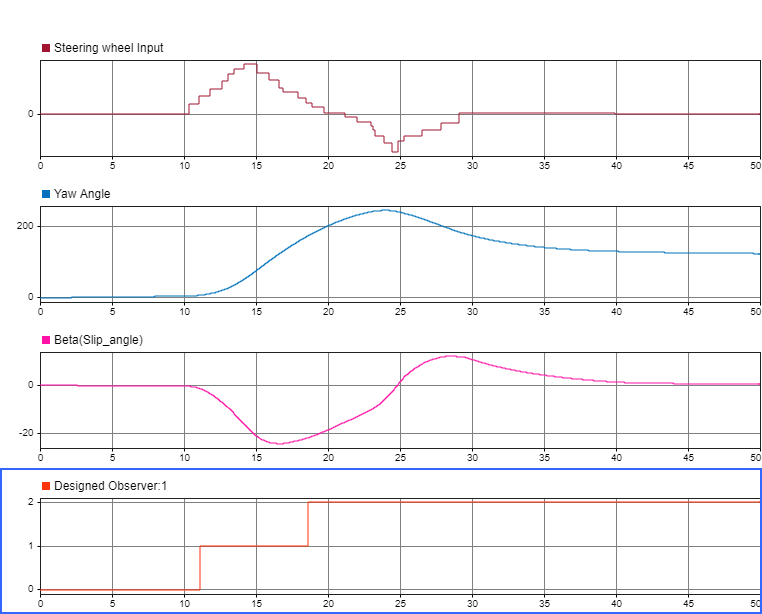 Steering wheel Input
0
0 5 10 15 20 25 30 35 40 45 50
Yaw Angle
200
0
0 5 10 15 20 25 30 35 40 45 50
Beta(Slip_angle)
0
-20
0 5 10 15 20 25 30 35 40 45 50
Designed Observer:1
2
1
0
0 5 10 15 20 25 30 35 40 45 50